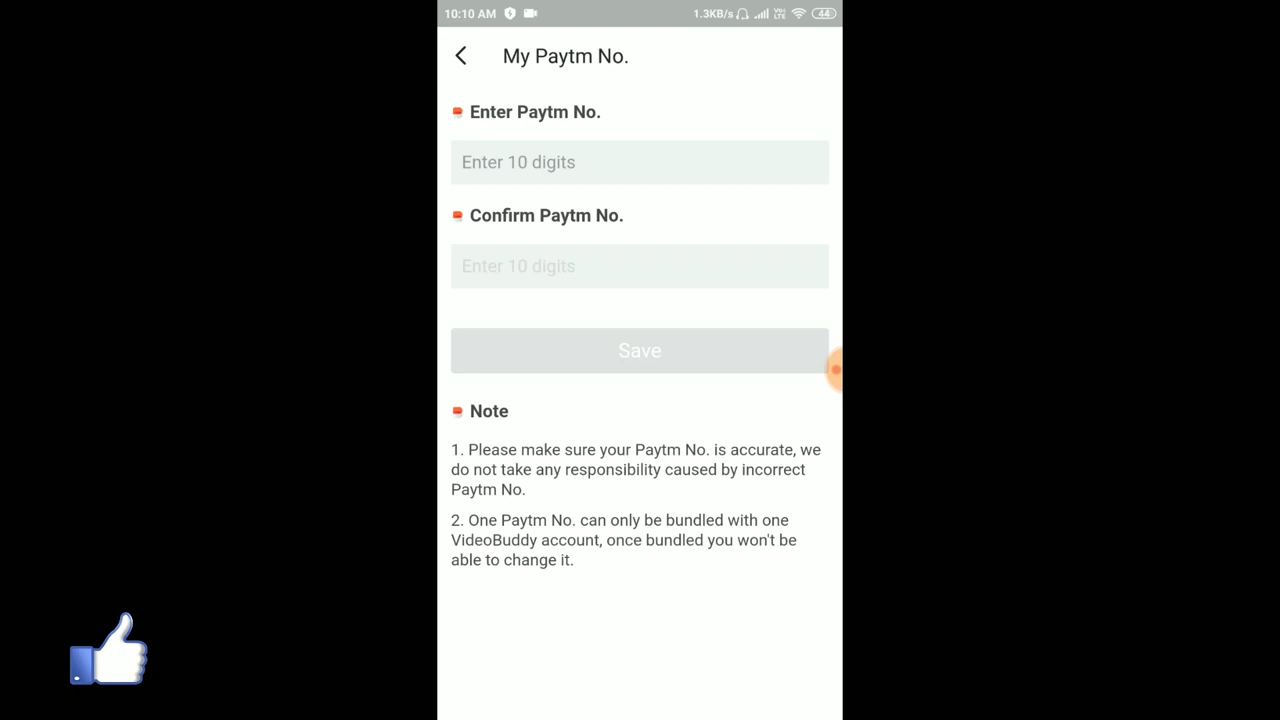 10:10 AM 1.3KB/s Vo) LTE 44
My Paytm No.
Enter Paytm No.
Enter 10 digits
Confirm Paytm No.
Enter 10 digits
Save
Note
1. Please make sure your Paytm No. is accurate, we
do not take any responsibility caused by incorrect
Paytm No.
2. One Paytm No. can only be bundled with one
VideoBuddy account, once bundled you won't be
able to change it.